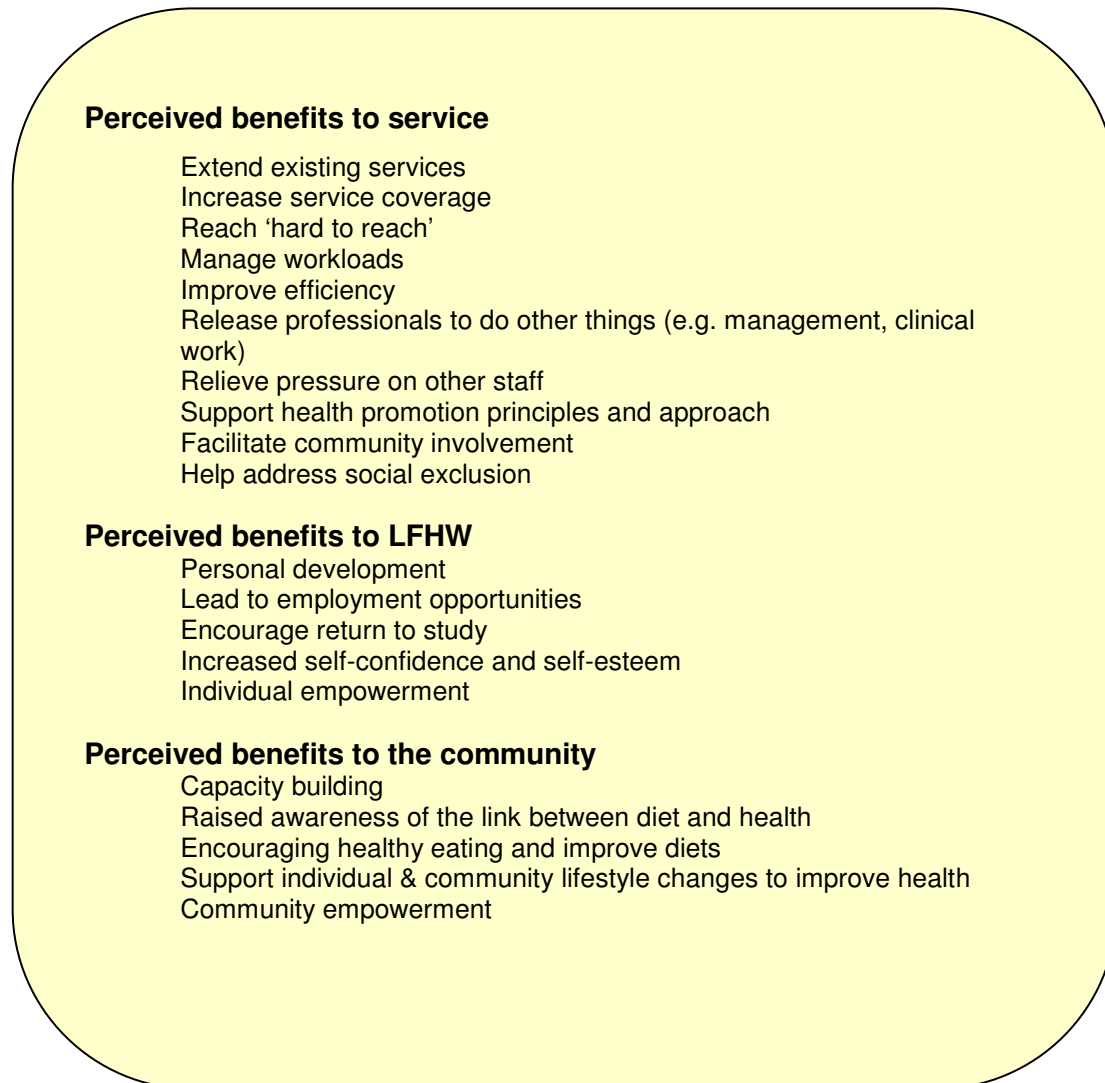 Perceived benefits to service
Extend existing services
Increase service coverage
Reach ‘hard to reach’
Manage workloads
Improve efficiency
Release professionals to do other things (e.g. management, clinical
work)
Relieve pressure on other staff
Support health promotion principles and approach
Facilitate community involvement
Help address social exclusion
Perceived benefits to LFHW
Personal development
Lead to employment opportunities
Encourage return to study
Increased self-confidence and self-esteem
Individual empowerment
Perceived benefits to the community
Capacity building
Raised awareness of the link between diet and health
Encouraging healthy eating and improve diets
Support individual & community lifestyle changes to improve health
Community empowerment